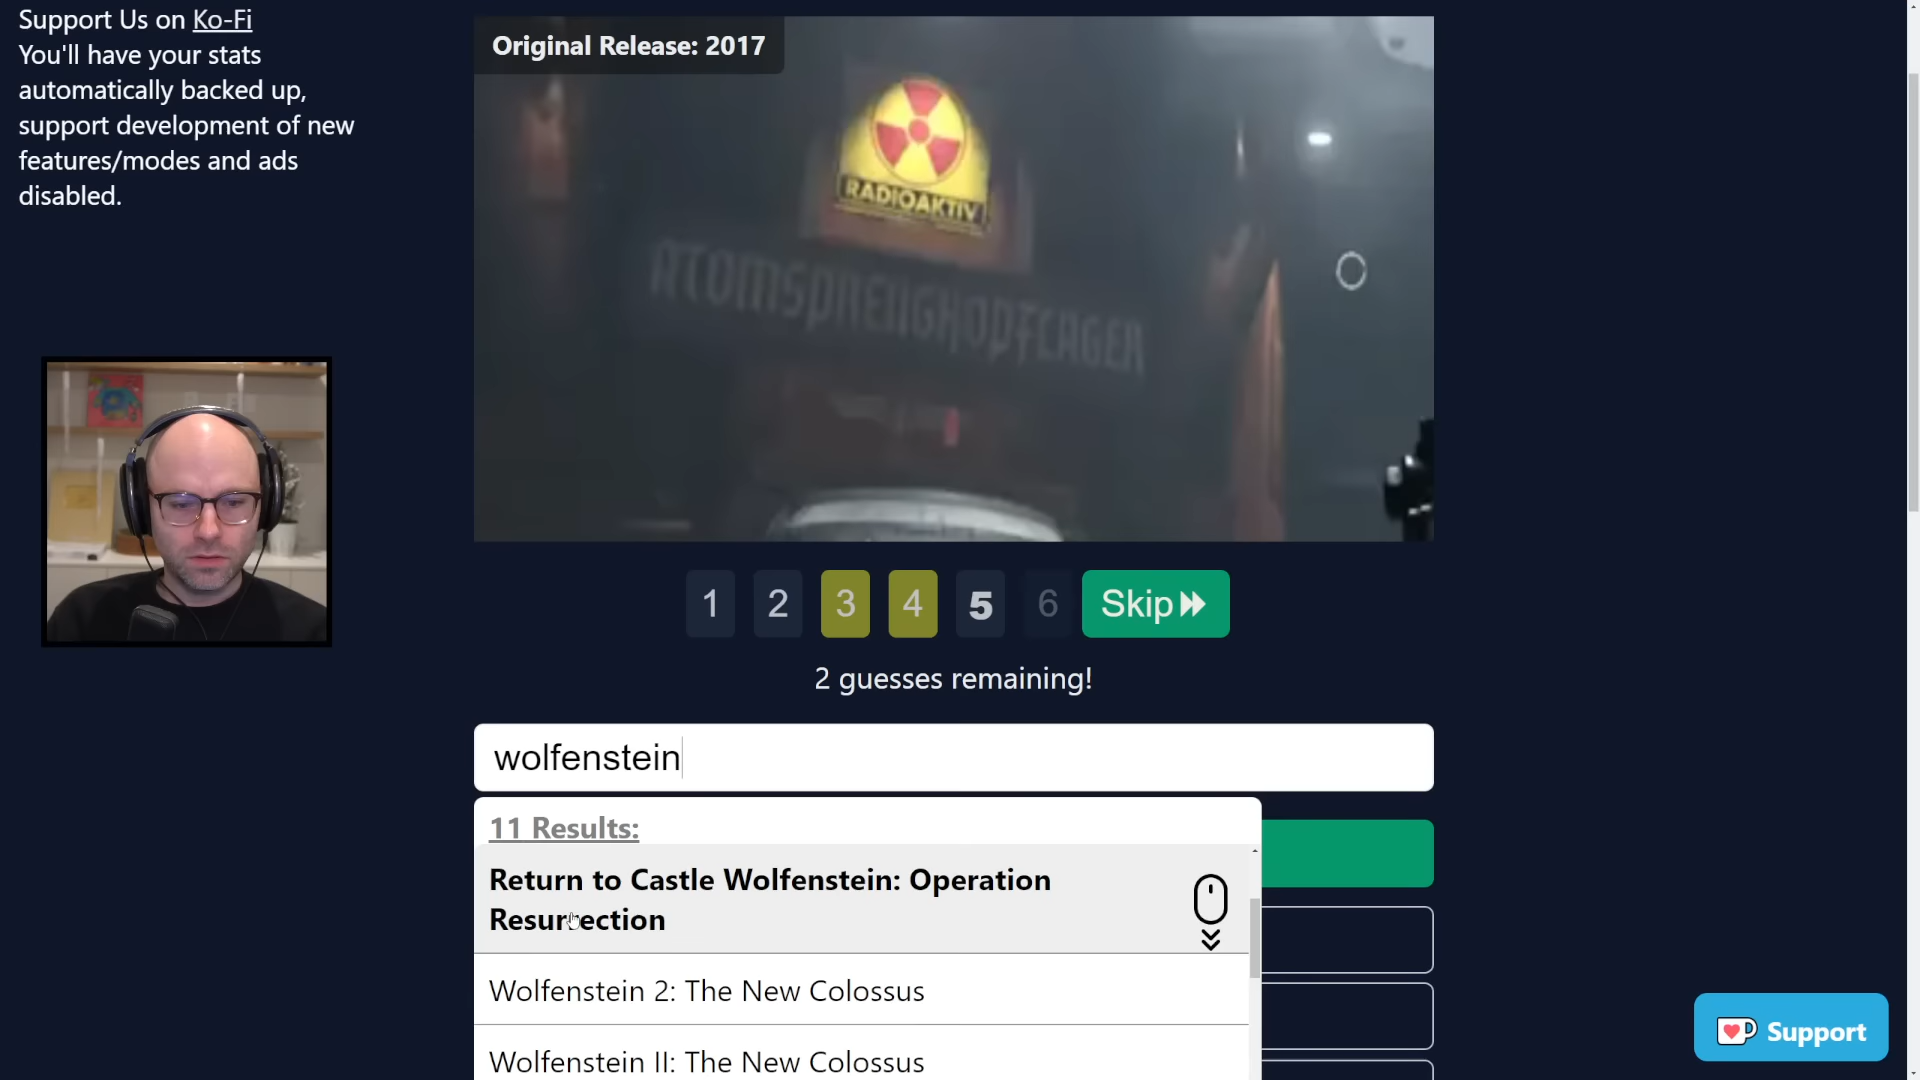 Support Us on Ko-Fi
You'll have your stats
automatically backed up,
support development of new
features/modes and ads
disabled.
Original Release: 2017
RADIOAKTIV
ATOMSPRENGKOPFLAGER
1 2 3 4 5 6 Skip
2 guesses remaining!
wolfenstein
11 Results:
Return to Castle Wolfenstein: Operation
Resurrection
Wolfenstein 2: The New Colossus
Wolfenstein II: The New Colossus
Support